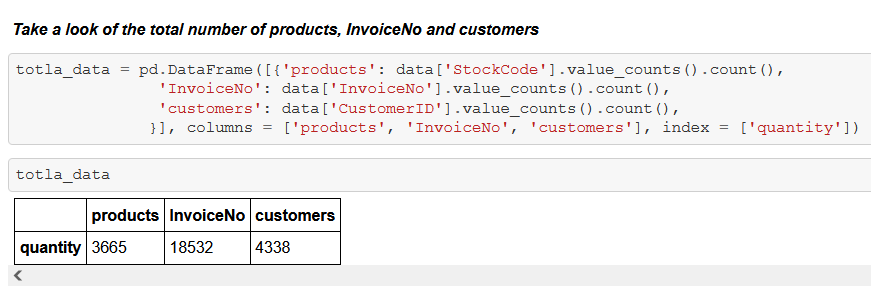 Take a look of the total number of products, InvoiceNo and customers
totla_data = pd.DataFrame([{'products': data['StockCode'].value_counts().count(),
'InvoiceNo': data['InvoiceNo'].value_counts().count(),
'customers': data['CustomerID'].value_counts().count(),
}], columns = ['products', 'InvoiceNo', 'customers'], index = ['quantity'])
totla_data
products InvoiceNo customers
quantity 3665 18532 4338